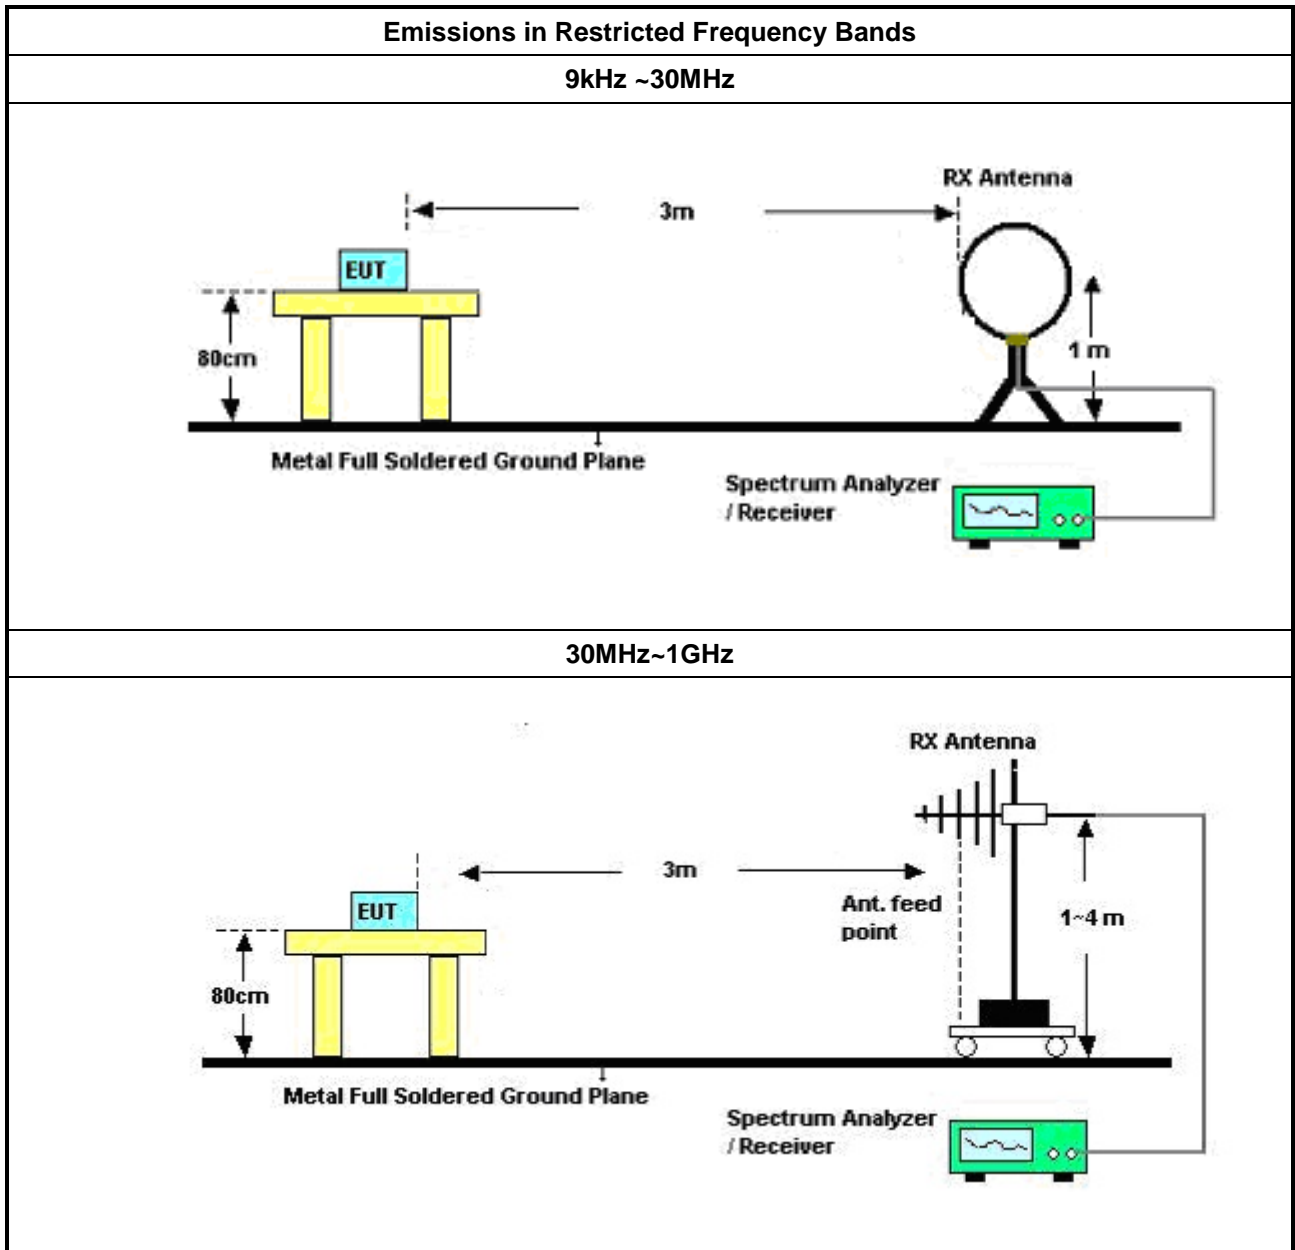 Emissions in Restricted Frequency Bands
9kHz ~30MHz
RX Antenna
3m
EUT
80cm
1 m
Metal Full Soldered Ground Plane
Spectrum Analyzer
/ Receiver
30MHz~1GHz
RX Antenna
3m
Ant. feed
point
EUT
1~4 m
80cm
Metal Full Soldered Ground Plane
Spectrum Analyzer
/ Receiver